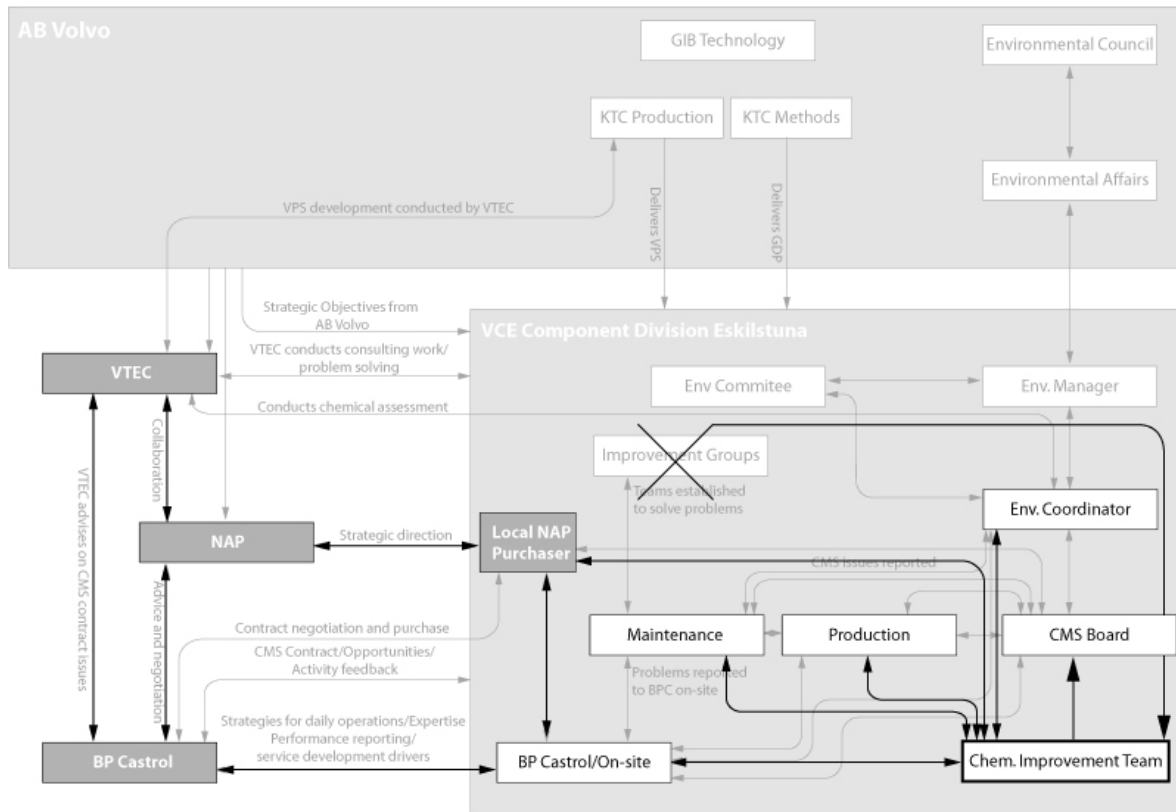 AB Volvo
GIB Technology
Environmental Council
KTC Production
KTC Methods
Environmental Affairs
VPS development conducted by VTEC
Delivers VPS
Delivers GDP
Strategic Objectives from
AB Volvo
VCE Component Division Eskilstuna
VTEC conducts consulting work/
problem solving
VTEC
Env Commitee
Env. Manager
Conducts chemical assessment
Collaboration
VTEC advises on CMS contract issues
Improvement Groups
Teams established
to solve problems
Env. Coordinator
NAP
Strategic direction
Local NAP
Purchaser
CMS issues reported
Advice and negotiation
Contract negotiation and purchase
Maintenance
Production
CMS Board
CMS Contract/Opportunities/
Activity feedback
Problems reported
to BPC on-site
Strategies for daily operations/Expertise
Performance reporting/
service development drivers
BP Castrol
BP Castrol/On-site
Chem. Improvement Team